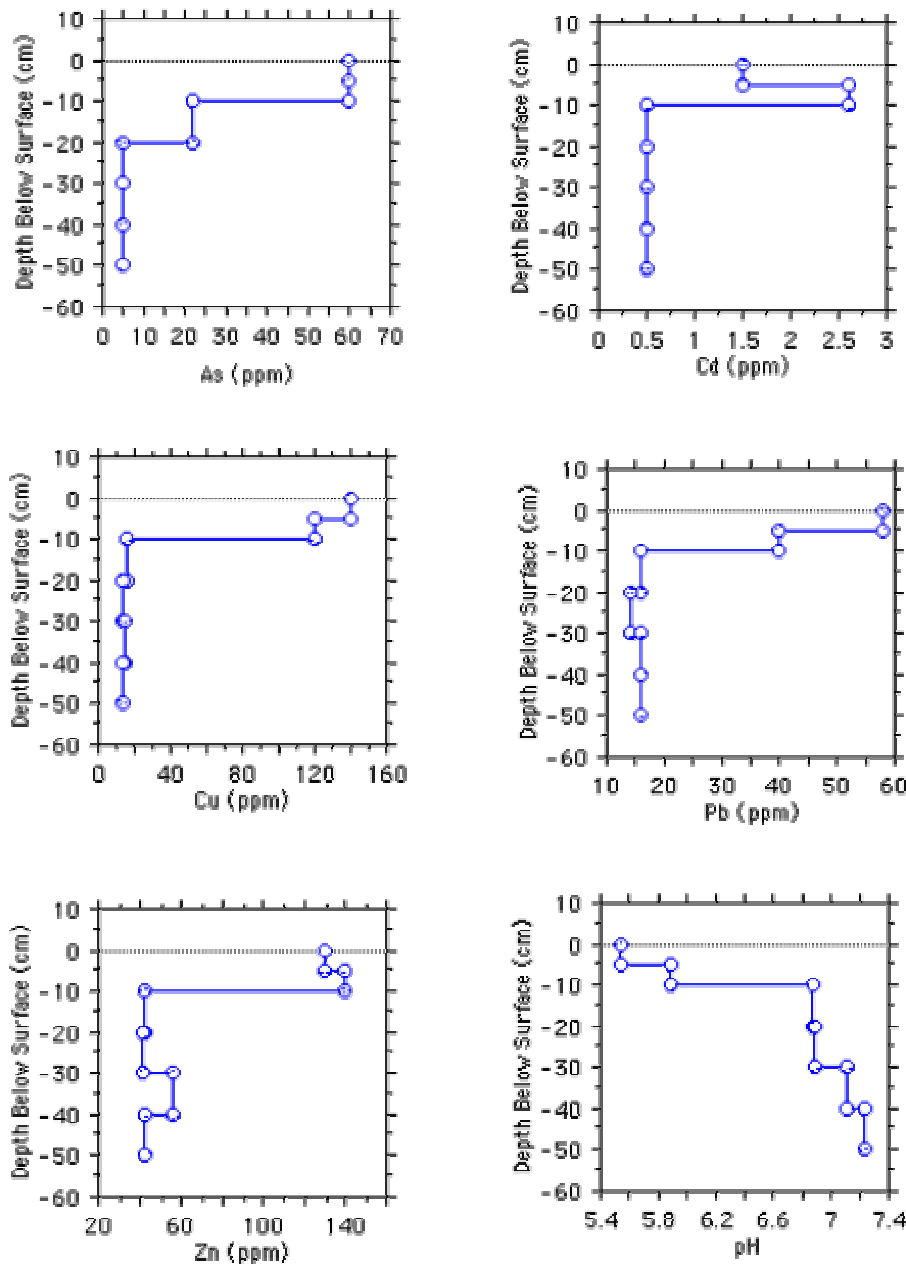 10
0
-10
-20
-30
-40
-50
-60
Depth Below Surface (cm)
0 10 20 30 40 50 60 70
As (ppm)
10
0
-10
-20
-30
-40
-50
-60
Depth Below Surface (cm)
0 0.5 1 1.5 2 2.5 3
Cd (ppm)
10
0
-10
-20
-30
-40
-50
-60
Depth Below Surface (cm)
0 40 80 120 160
Cu (ppm)
10
0
-10
-20
-30
-40
-50
-60
Depth Below Surface (cm)
10 20 30 40 50 60
Pb (ppm)
10
0
-10
-20
-30
-40
-50
-60
Depth Below Surface (cm)
20 60 100 140
Zn (ppm)
10
0
-10
-20
-30
-40
-50
-60
Depth Below Surface (cm)
5.4 5.8 6.2 6.6 7 7.4
pH